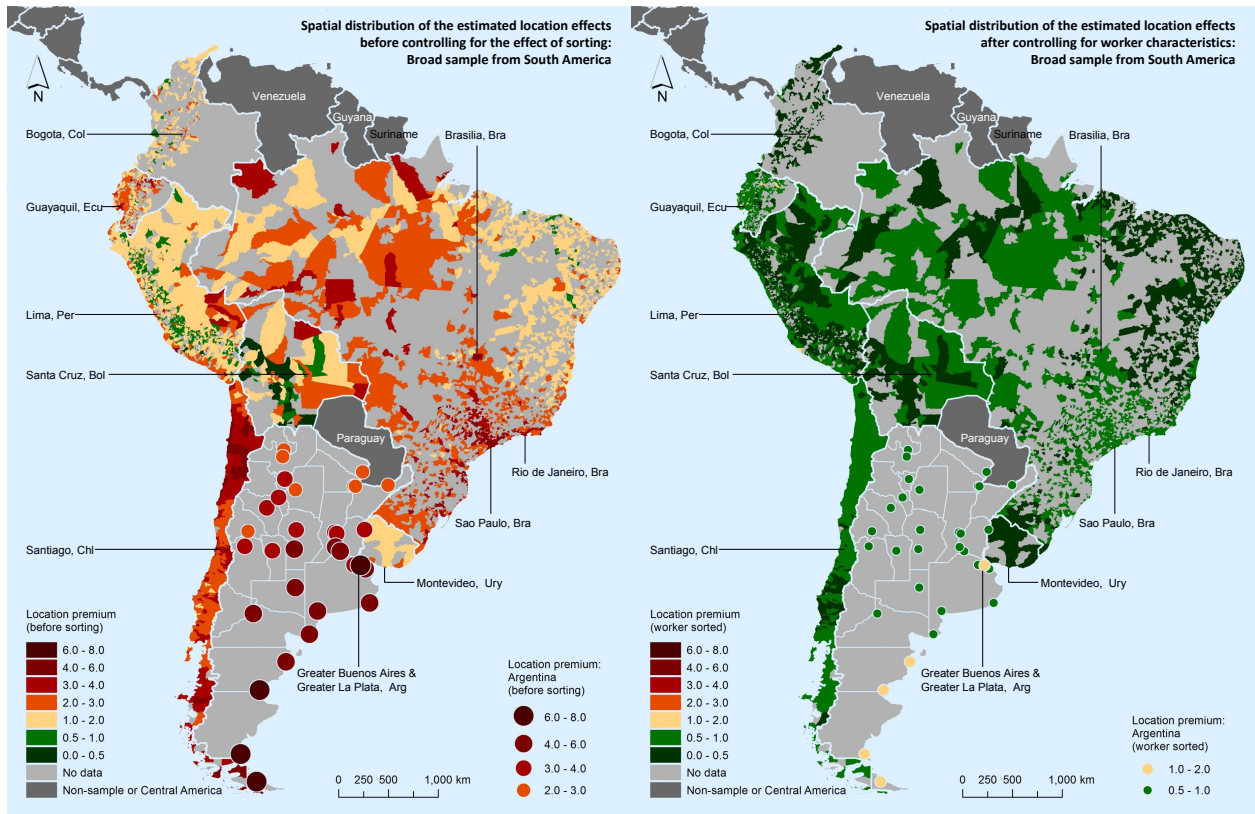 Spatial distribution of the estimated location effects
before controlling for the effect of sorting:
Broad sample from South America
N
Venezuela
Guyana
Suriname
Bogota, Col
Brasilia, Bra
Guayaquil, Ecu
Lima, Per
Santa Cruz, Bol
Paraguay
Rio de Janeiro, Bra
Sao Paulo, Bra
Santiago, Chl
Montevideo, Ury
Greater Buenos Aires &
Greater La Plata, Arg
Location premium
(before sorting)
6.0 - 8.0
4.0 - 6.0
3.0 - 4.0
2.0 - 3.0
1.0 - 2.0
0.5 - 1.0
0.0 - 0.5
No data
Non-sample or Central America
0 250 500 1,000 km
Location premium:
Argentina
(before sorting)
6.0 - 8.0
4.0 - 6.0
3.0 - 4.0
2.0 - 3.0
Spatial distribution of the estimated location effects
after controlling for worker characteristics:
Broad sample from South America
N
Venezuela
Guyana
Suriname
Bogota, Col
Brasilia, Bra
Guayaquil, Ecu
Lima, Per
Santa Cruz, Bol
Paraguay
Rio de Janeiro, Bra
Sao Paulo, Bra
Santiago, Chl
Montevideo, Ury
Greater Buenos Aires &
Greater La Plata, Arg
Location premium
(worker sorted)
6.0 - 8.0
4.0 - 6.0
3.0 - 4.0
2.0 - 3.0
1.0 - 2.0
0.5 - 1.0
0.0 - 0.5
No data
Non-sample or Central America
0 250 500 1,000 km
Location premium:
Argentina
(worker sorted)
1.0 - 2.0
0.5 - 1.0